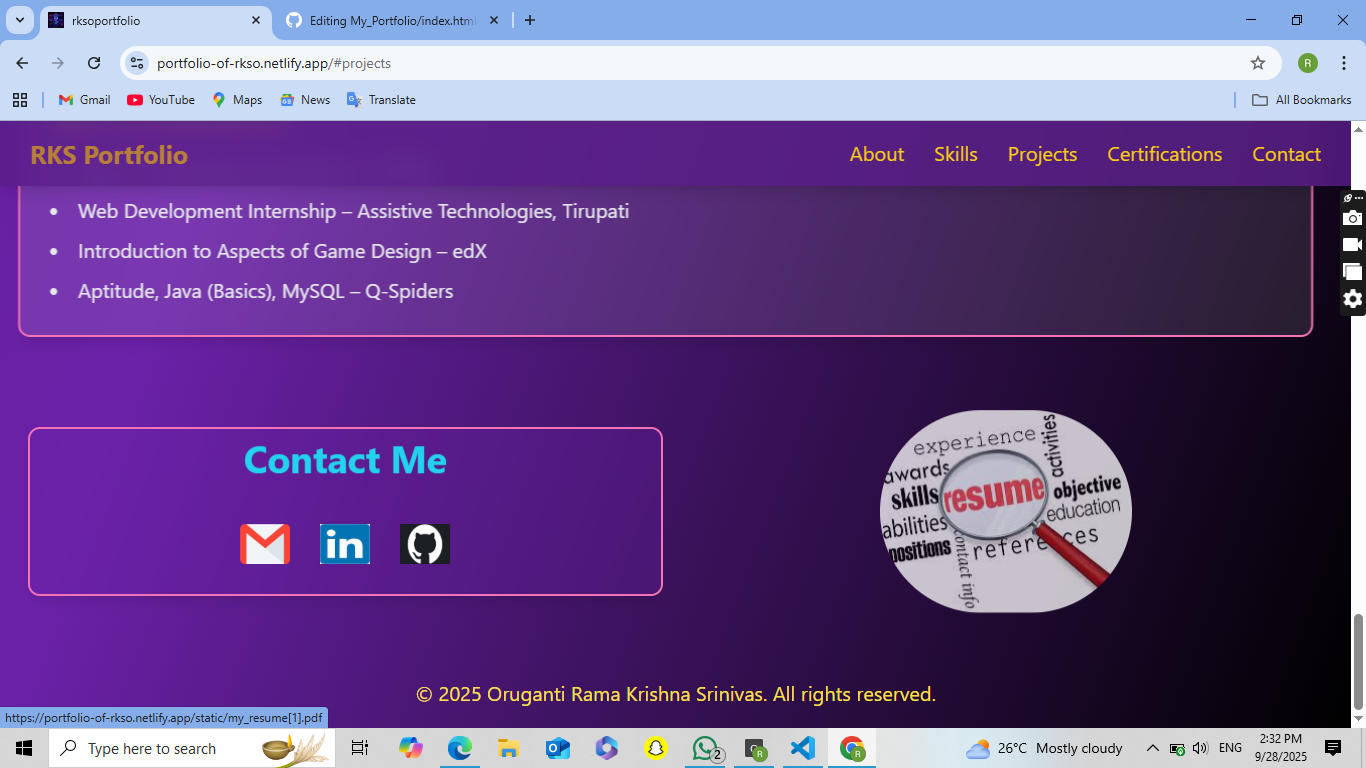 rksoportfolio
Editing My_Portfolio/index.html
portfolio-of-rkso.netlify.app/#projects
R
Gmail
YouTube
Maps
News
Translate
All Bookmarks
RKS Portfolio
About
Skills
Projects
Certifications
Contact
• Web Development Internship – Assistive Technologies, Tirupati
• Introduction to Aspects of Game Design – edX
• Aptitude, Java (Basics), MySQL – Q-Spiders
Contact Me
in
experience
activities
awards
skills
resume
objective
abilities
education
positions
references
contact info
© 2025 Oruganti Rama Krishna Srinivas. All rights reserved.
https://portfolio-of-rkso.netlify.app/static/my_resume[1].pdf
Type here to search
2
R
R
26°C Mostly cloudy
ENG
2:32 PM
9/28/2025